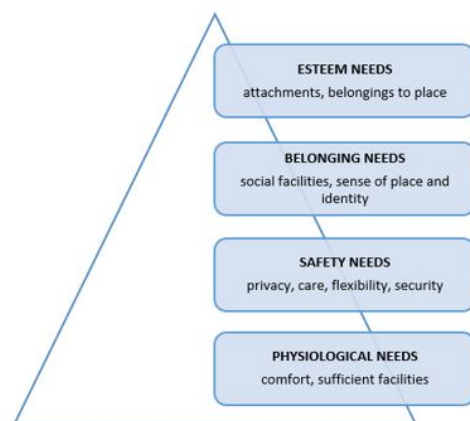 ESTEEM NEEDS
attachments, belongings to place
BELONGING NEEDS
social facilities, sense of place and
identity
SAFETY NEEDS
privacy, care, flexibility, security
PHYSIOLOGICAL NEEDS
comfort, sufficient facilities